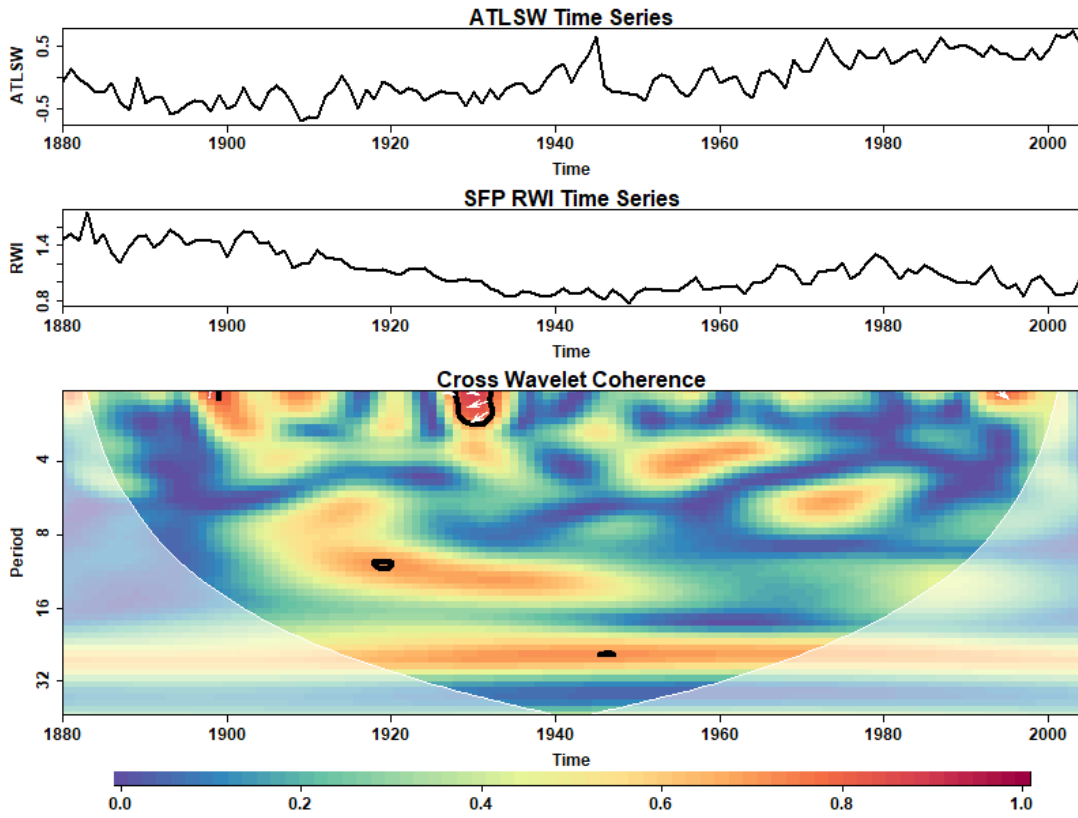 ATLSW Time Series
ATLSW
0.5
-0.5
1880 1900 1920 1940 1960 1980 2000
Time
SFP RWI Time Series
RWI
1.4
0.8
1880 1900 1920 1940 1960 1980 2000
Time
Cross Wavelet Coherence
Period
4
8
16
32
1880 1900 1920 1940 1960 1980 2000
Time
0.0 0.2 0.4 0.6 0.8 1.0